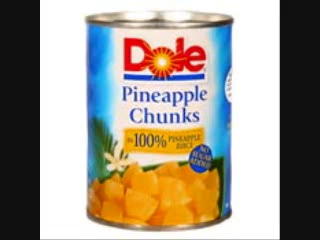 Dole
Pineapple
Chunks
IN 100% PINEAPPLE JUICE
NO
SUGAR
ADDED